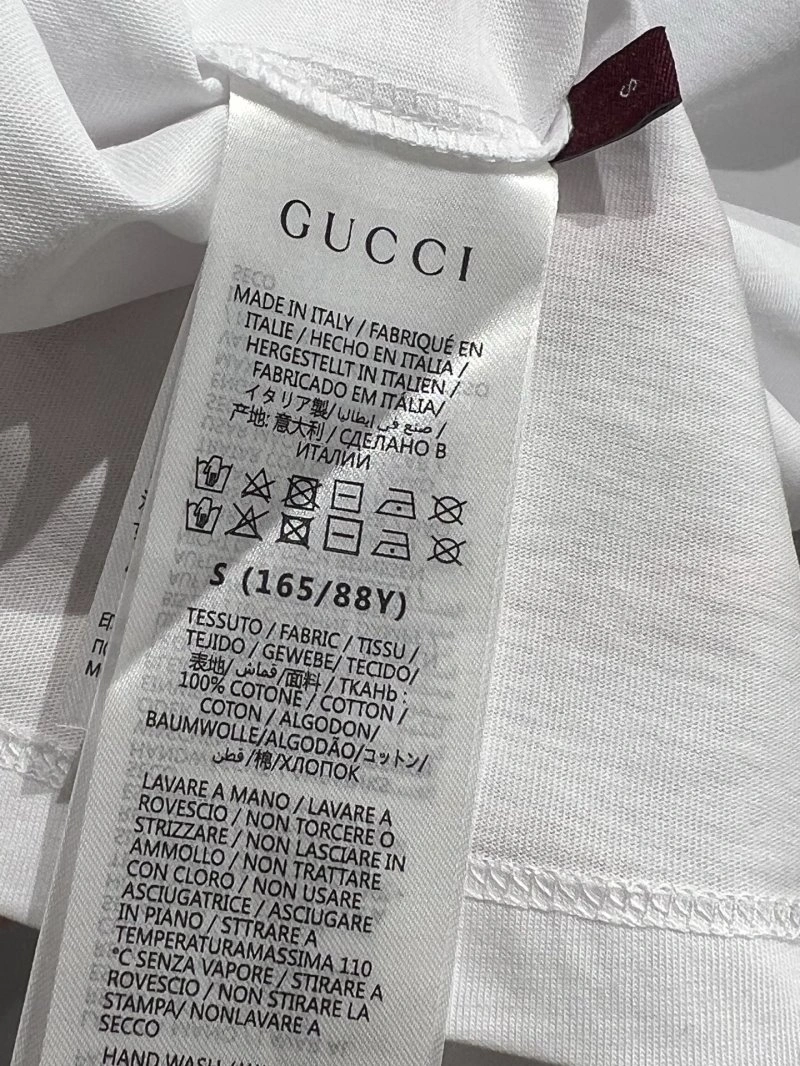 S
GUCCI
MADE IN ITALY / FABRIQUÉ EN
ITALIE / HECHO EN ITALIA /
HERGESTELLT IN ITALIEN /
FABRICADO EM ITÁLIA/
イタリア製/ صنع في ايطاليا /
产地: 意大利 / СДЕЛАНО В
ИТАЛИИ
S (165/88Y)
TESSUTO / FABRIC / TISSU /
TEJIDO / GEWEBE/ TECIDO/
表地/ قماش /面料 / ТКАНЬ :
100% COTONE / COTTON /
COTON / ALGODON/
BAUMWOLLE/ALGODÃO/コットン/
قطن /棉/ХЛОПОК
LAVARE A MANO / LAVARE A
ROVESCIO / NON TORCERE O
STRIZZARE / NON LASCIARE IN
AMMOLLO / NON TRATTARE
CON CLORO / NON USARE
ASCIUGATRICE / ASCIUGARE
IN PIANO / STTRARE A
TEMPERATURAMASSIMA 110
°C SENZA VAPORE / STIRARE A
ROVESCIO / NON STIRARE LA
STAMPA/ NONLAVARE A
SECCO
HAND WASH /